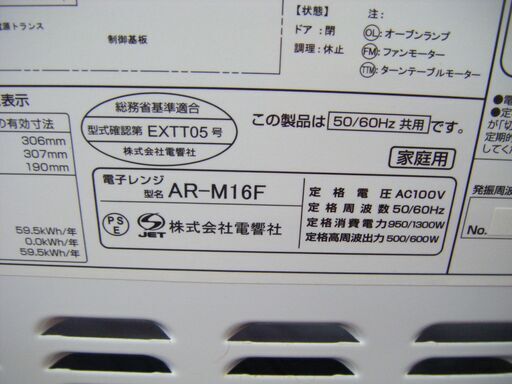 【状態】
ドア：閉
調理：休止
注：
OL：オーブンランプ
FM：ファンモーター
TTM：ターンテーブルモーター
源トランス
制御基板
表示
の有効寸法
306mm
307mm
190mm
59.5kWh/年
0.0kWh/年
59.5kWh/年
総務省基準適合
型式確認第 EXTT05 号
株式会社電響社
この製品は 50/60Hz 共用 です。
家庭用
電子レンジ
型名 AR-M16F
PSE
JET
株式会社電響社
定格電圧 AC100V
定格周波数 50/60Hz
定格消費電力 950/1300W
定格高周波出力 500/600W
発振周波
No.